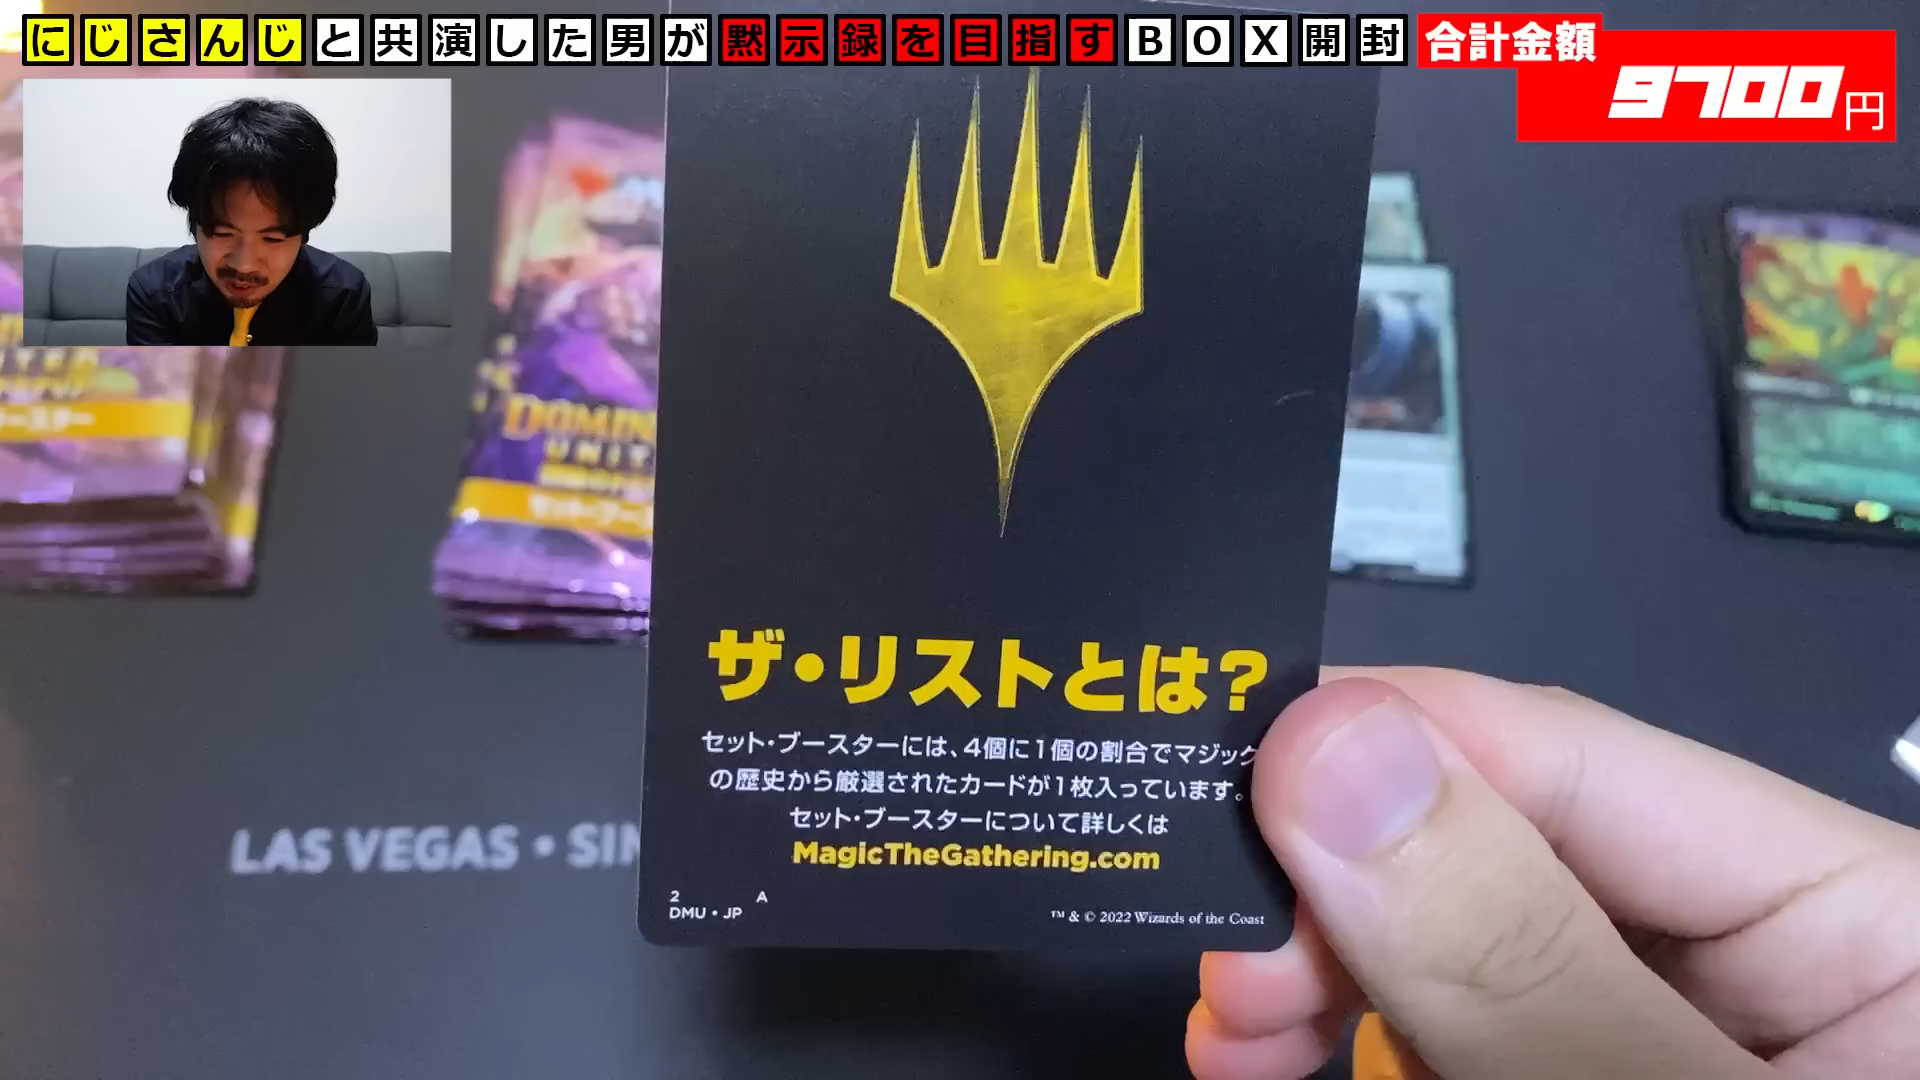 にじさんじと共演した男が黙示録を目指すBOX開封
合計金額
9700円
DOMIN
UNIT
LAS VEGAS • SIN
ザ・リストとは?
セット・ブースターには、4個に1個の割合でマジック
の歴史から厳選されたカードが1枚入っています。
セット・ブースターについて詳しくは
MagicTheGathering.com
2 A
DMU • JP
™ & © 2022 Wizards of the Coast